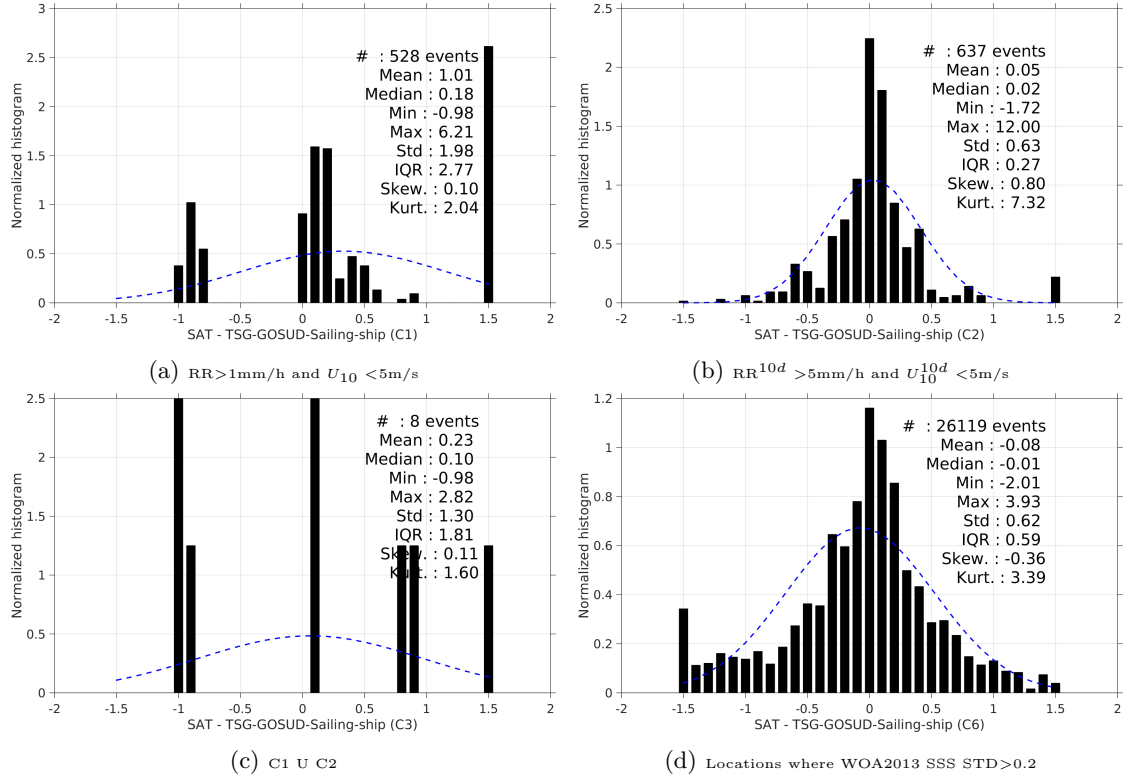 3
2.5
2
1.5
1
0.5
0
Normalized histogram
# : 528 events
Mean : 1.01
Median : 0.18
Min : -0.98
Max : 6.21
Std : 1.98
IQR : 2.77
Skew. : 0.10
Kurt. : 2.04
-2 -1.5 -1 -0.5 0 0.5 1 1.5 2
SAT - TSG-GOSUD-Sailing-ship (C1)
(a) RR>1mm/h and U10 <5m/s
2.5
2
1.5
1
0.5
0
Normalized histogram
# : 637 events
Mean : 0.05
Median : 0.02
Min : -1.72
Max : 12.00
Std : 0.63
IQR : 0.27
Skew. : 0.80
Kurt. : 7.32
-2 -1.5 -1 -0.5 0 0.5 1 1.5 2
SAT - TSG-GOSUD-Sailing-ship (C2)
(b) RR10d >5mm/h and U10 10d <5m/s
2.5
2
1.5
1
0.5
0
Normalized histogram
# : 8 events
Mean : 0.23
Median : 0.10
Min : -0.98
Max : 2.82
Std : 1.30
IQR : 1.81
Skew. : 0.11
Kurt. : 1.60
-2 -1.5 -1 -0.5 0 0.5 1 1.5 2
SAT - TSG-GOSUD-Sailing-ship (C3)
(c) C1 U C2
1.2
1
0.8
0.6
0.4
0.2
0
Normalized histogram
# : 26119 events
Mean : -0.08
Median : -0.01
Min : -2.01
Max : 3.93
Std : 0.62
IQR : 0.59
Skew. : -0.36
Kurt. : 3.39
-2 -1.5 -1 -0.5 0 0.5 1 1.5 2
SAT - TSG-GOSUD-Sailing-ship (C6)
(d) Locations where WOA2013 SSS STD>0.2